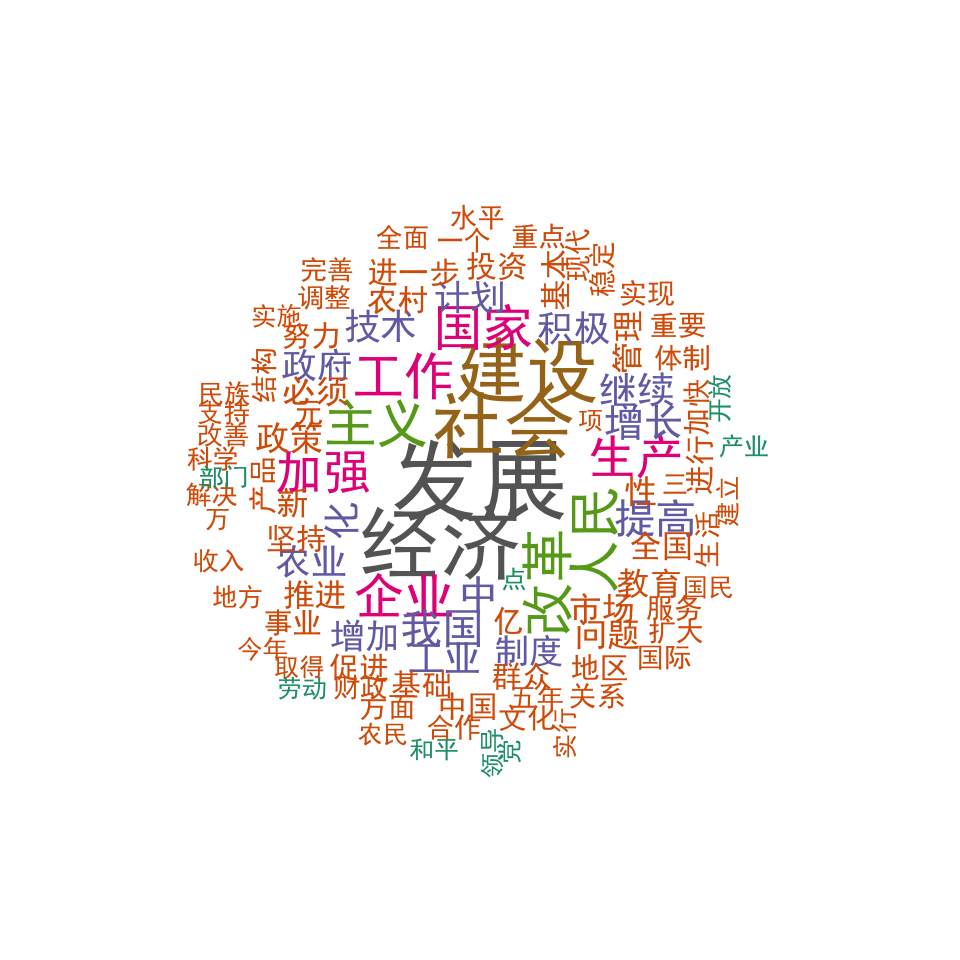 水平
全面
一个
重点
现代
稳定
基本
完善
进一步
投资
调整
农村
计划
实现
实施
努力
技术
国家
积极
管理
重要
结构
政府
工作
建设
体制
民族
必须
继续
加快
开放
支持
元
主义
社会
项
增长
改善
政策
进行
产业
科学
部门
产品
加强
发展
生产
解决
新
性
三
建立
万
化
经济
人民
提高
生活
坚持
改革
全国
收入
农业
点
教育
国民
地方
推进
企业
中
市场
服务
事业
增加
我国
亿
问题
扩大
今年
工业
制度
国际
取得
促进
地区
劳动
财政
基础
群众
关系
方面
中国
五年
农民
合作
文化
实行
和平
领导
党